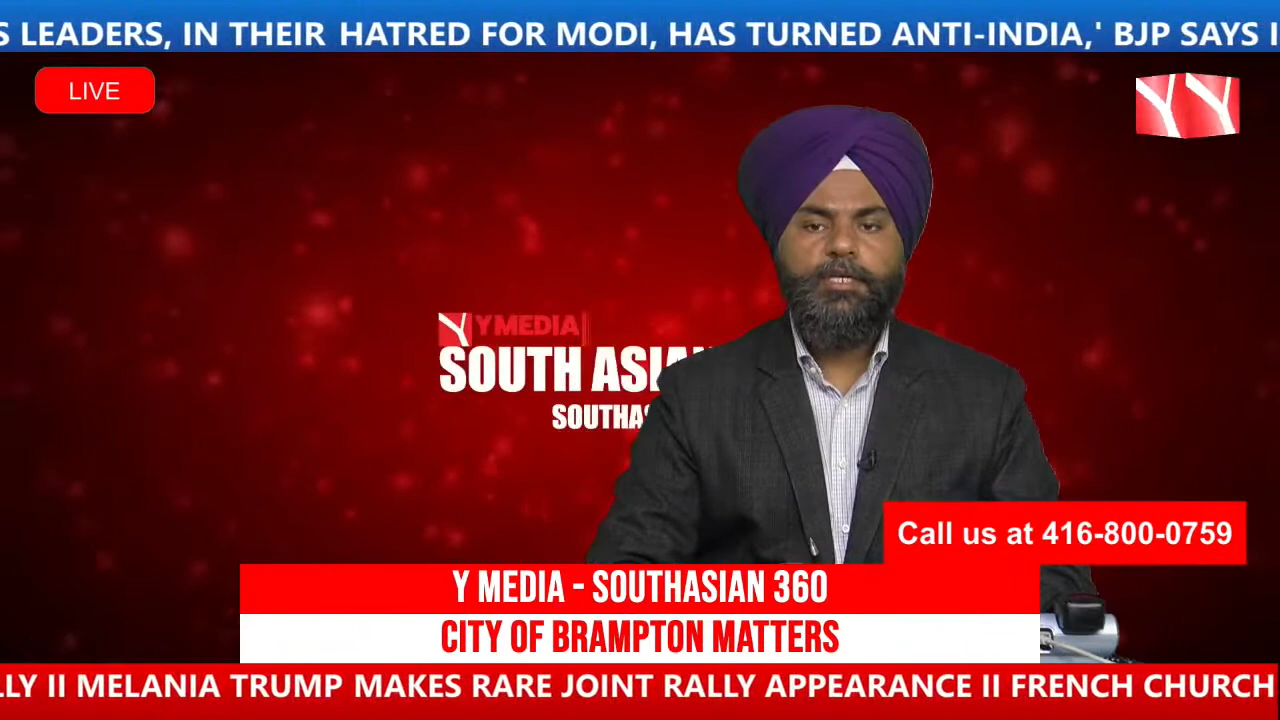 S LEADERS, IN THEIR HATRED FOR MODI, HAS TURNED ANTI-INDIA,' BJP SAYS
LIVE
Y MEDIA
SOUTH ASIAN
SOUTHAS
Call us at 416-800-0759
Y MEDIA - SOUTHASIAN 360
CITY OF BRAMPTON MATTERS
LLY II MELANIA TRUMP MAKES RARE JOINT RALLY APPEARANCE II FRENCH CHURCH